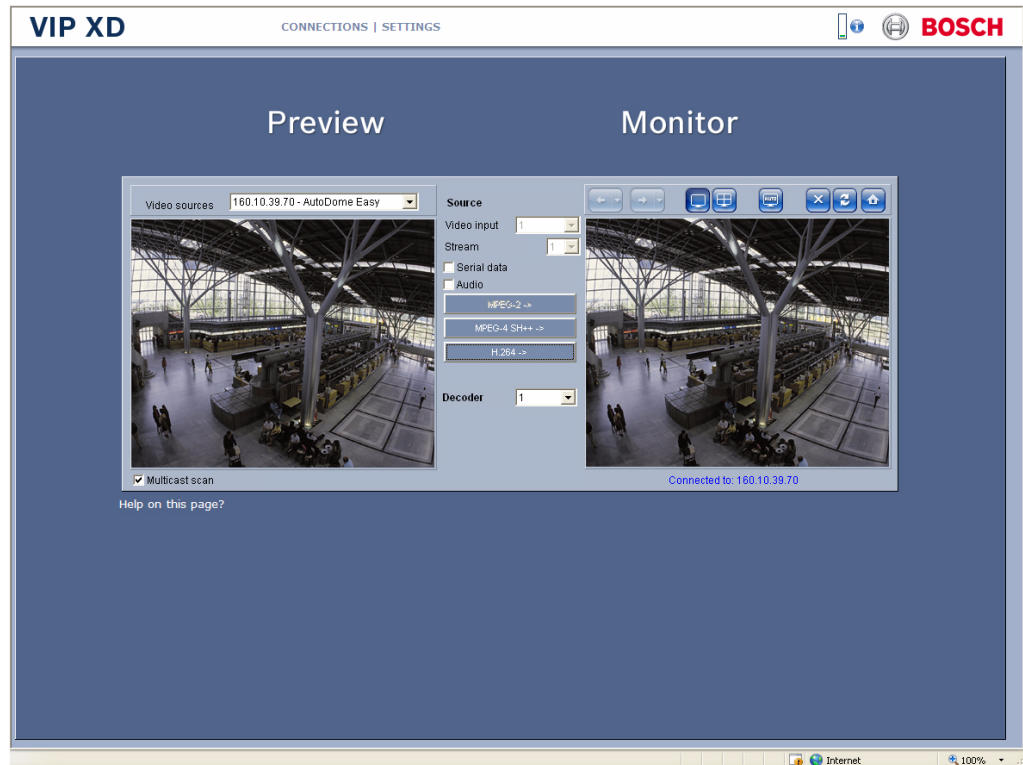 VIP XD
CONNECTIONS | SETTINGS
BOSCH
Preview
Monitor
Video sources
160.10.39.70 - AutoDome Easy
Source
Video input
1
Stream
1
Serial data
Audio
MPEG-2 ->
MPEG-4 SH++ ->
H.264 ->
Decoder
1
AUTO
Multicast scan
Connected to: 160.10.39.70
Help on this page?
Internet
100%